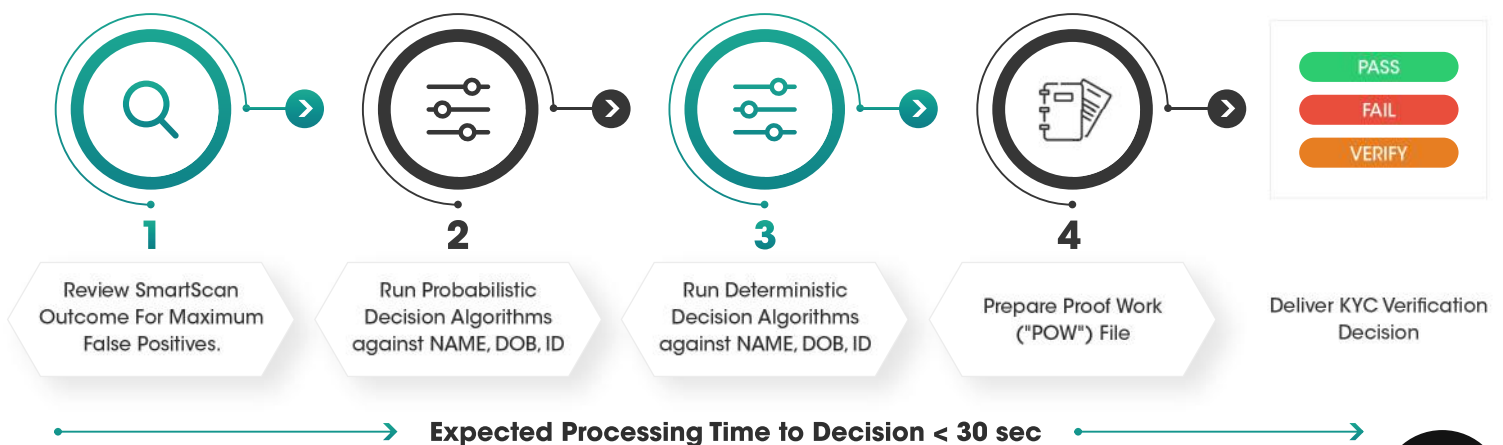 PASS
FAIL
VERIFY
1
2
3
4
Review SmartScan
Outcome For Maximum
False Positives.
Run Probabilistic
Decision Algorithms
against NAME, DOB, ID
Run Deterministic
Decision Algorithms
against NAME, DOB, ID
Prepare Proof Work
("POW") File
Deliver KYC Verification
Decision
Expected Processing Time to Decision < 30 sec